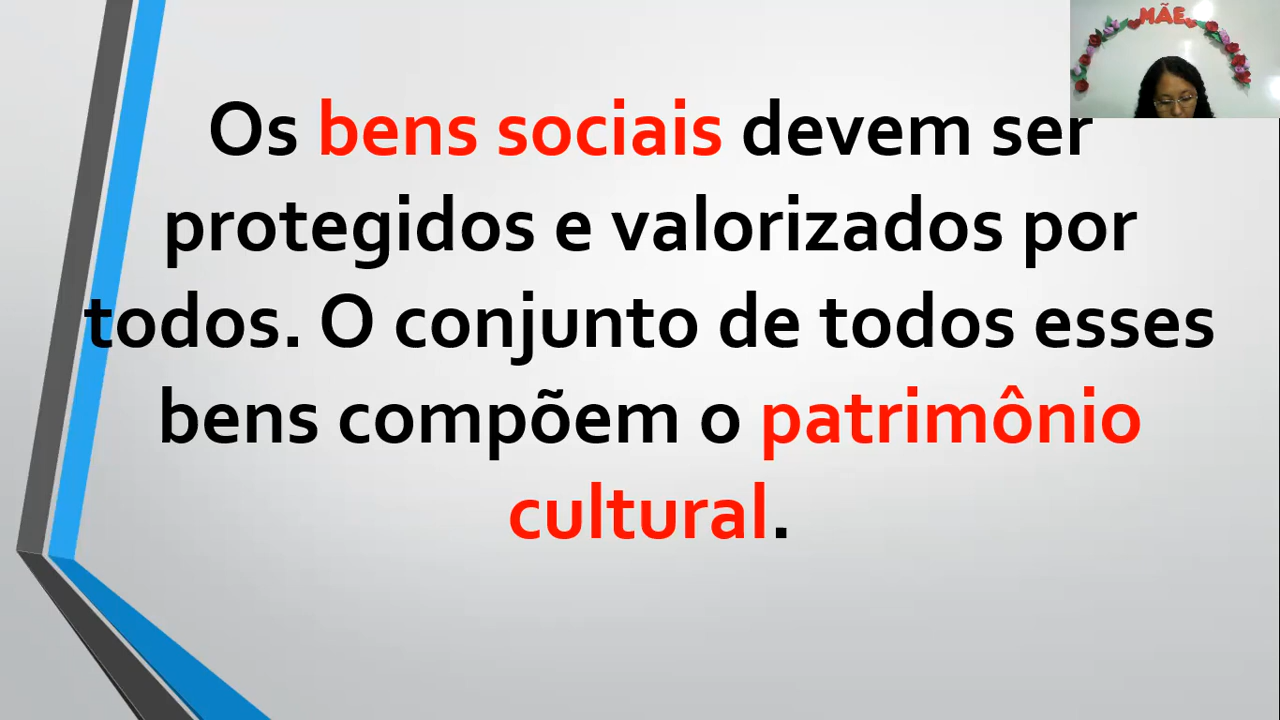 MÃE
Os bens sociais devem ser
protegidos e valorizados por
todos. O conjunto de todos esses
bens compõem o patrimônio
cultural.